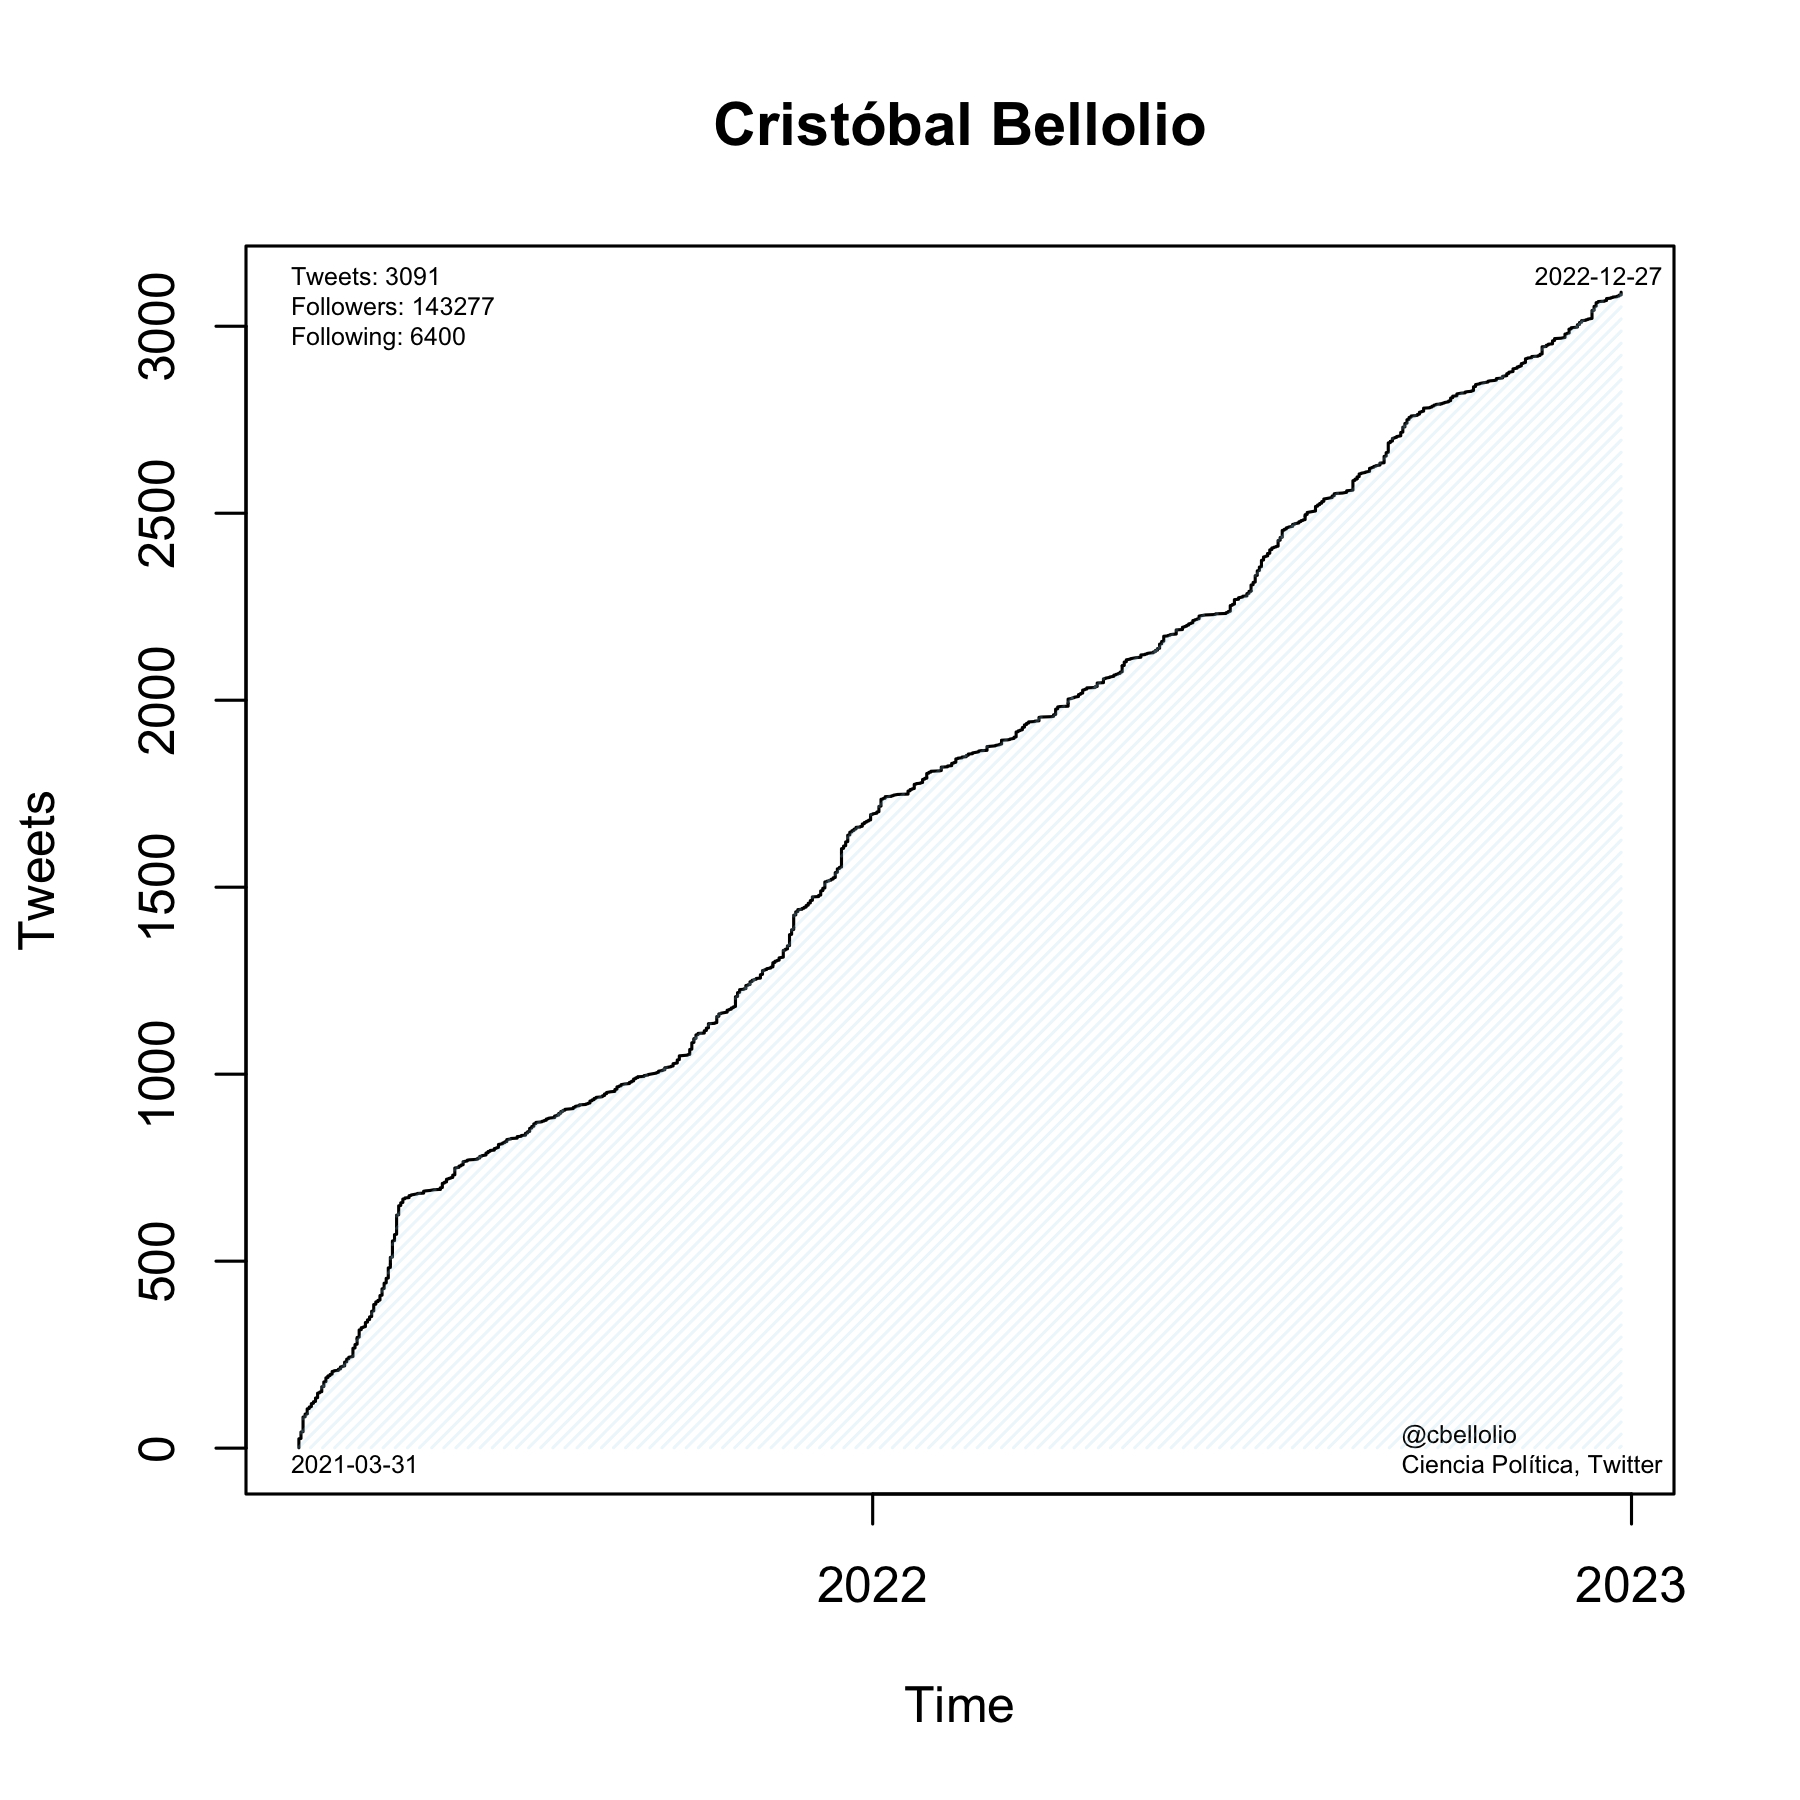 Cristóbal Bellolio
Tweets: 3091
Followers: 143277
Following: 6400
2022-12-27
3000
2500
2000
1500
1000
500
0
Tweets
2021-03-31
@cbellolio
Ciencia Política, Twitter
2022
2023
Time